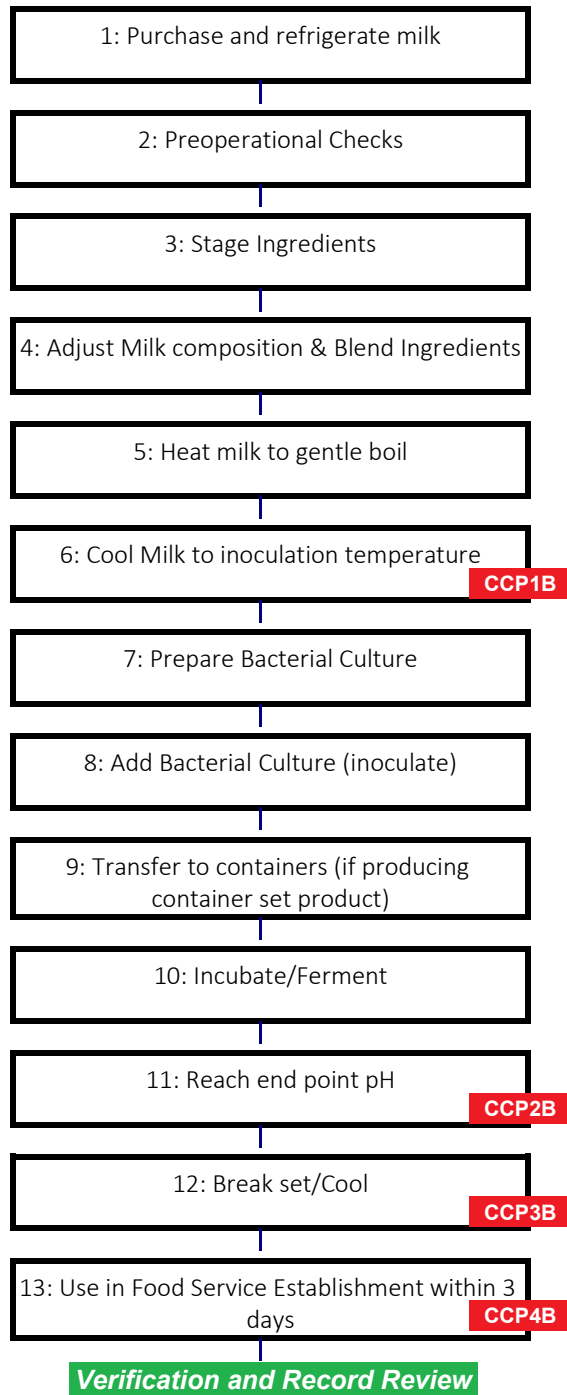 1: Purchase and refrigerate milk
2: Preoperational Checks
3: Stage Ingredients
4: Adjust Milk composition & Blend Ingredients
5: Heat milk to gentle boil
6: Cool Milk to inoculation temperature
CCP1B
7: Prepare Bacterial Culture
8: Add Bacterial Culture (inoculate)
9: Transfer to containers (if producing
container set product)
10: Incubate/Ferment
11: Reach end point pH
CCP2B
12: Break set/Cool
CCP3B
13: Use in Food Service Establishment within 3
days
CCP4B
Verification and Record Review